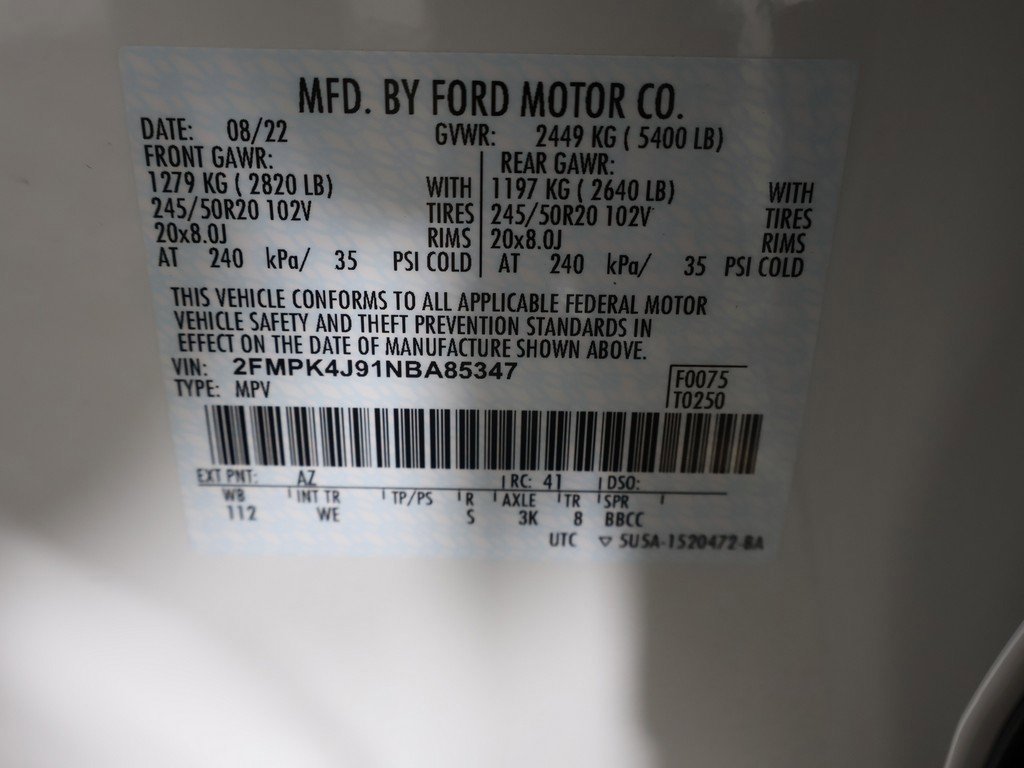 MFD. BY FORD MOTOR CO.
DATE: 08/22 GVWR: 2449 KG ( 5400 LB)
FRONT GAWR: REAR GAWR:
1279 KG ( 2820 LB) WITH 1197 KG ( 2640 LB) WITH
245/50R20 102V TIRES 245/50R20 102V TIRES
20x8.0J RIMS 20x8.0J RIMS
AT 240 kPa/ 35 PSI COLD AT 240 kPa/ 35 PSI COLD
THIS VEHICLE CONFORMS TO ALL APPLICABLE FEDERAL MOTOR
VEHICLE SAFETY AND THEFT PREVENTION STANDARDS IN
EFFECT ON THE DATE OF MANUFACTURE SHOWN ABOVE.
VIN: 2FMPK4J91NBA85347
TYPE: MPV
F0075
T0250
EXT PNT: AZ RC: 41 DSO:
WB INT TR TP/PS R AXLE TR SPR
112 WE S 3K 8 BBCC
UTC ▽ 5U5A-1520472-BA